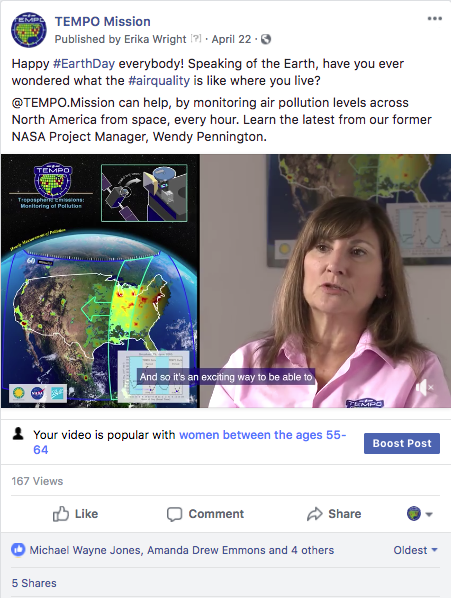 TEMPO Mission
Published by Erika Wright [?] · April 22 ·
Happy #EarthDay everybody! Speaking of the Earth, have you ever
wondered what the #airquality is like where you live?
@TEMPO.Mission can help, by monitoring air pollution levels across
North America from space, every hour. Learn the latest from our former
NASA Project Manager, Wendy Pennington.
TEMPO
Tropospheric Emissions:
Monitoring of Pollution
Hourly Measurement of Pollution
NASA
And so it's an exciting way to be able to
TEMPO
Your video is popular with women between the ages 55-
64
Boost Post
167 Views
Like
Comment
Share
Michael Wayne Jones, Amanda Drew Emmons and 4 others
Oldest
5 Shares